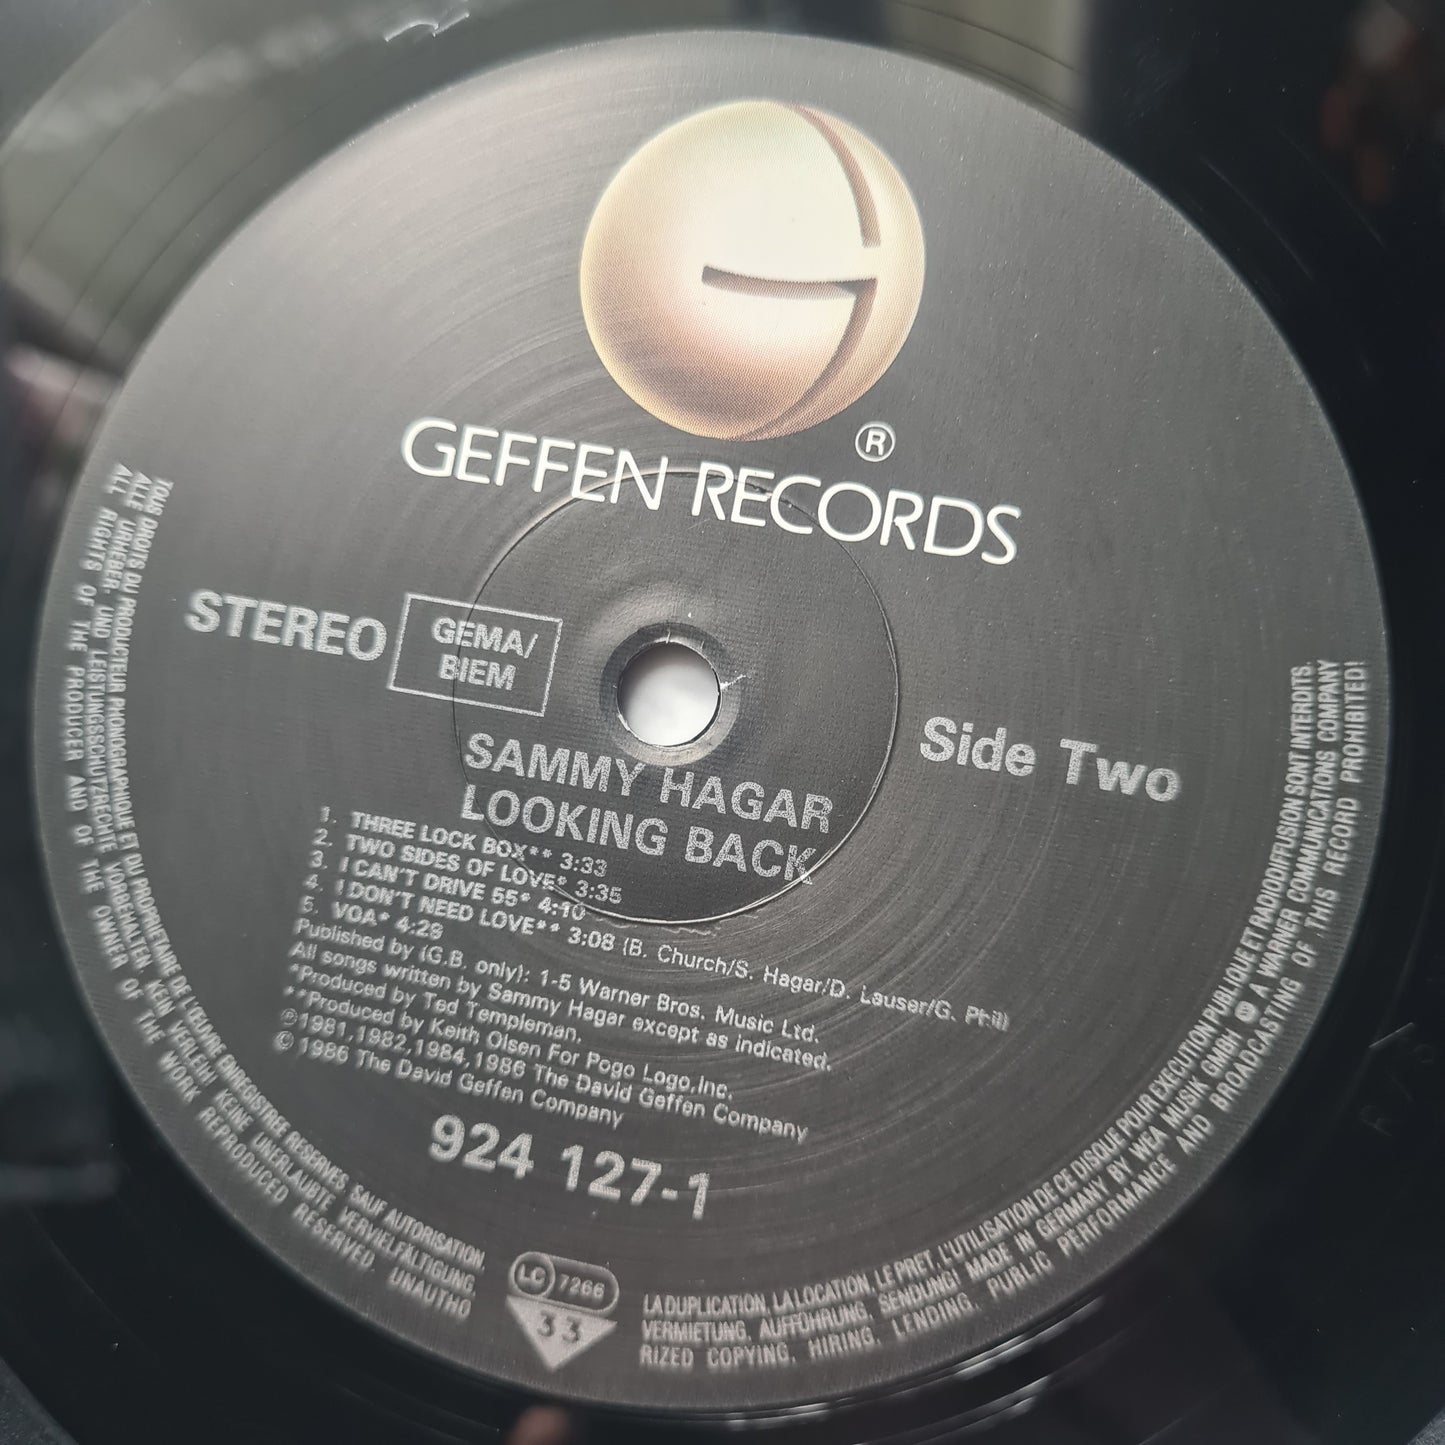 ®
GEFFEN RECORDS
STEREO
GEMA/
BIEM
Side Two
SAMMY HAGAR
LOOKING BACK
1. THREE LOCK BOX** 3:33
2. TWO SIDES OF LOVE* 3:35
3. I CAN'T DRIVE 55* 4:10
4. I DON'T NEED LOVE** 3:08 (B. Church/S. Hagar/D. Lauser/G. Phill)
5. VOA* 4:29
Published by (G.B. only): 1-5 Warner Bros. Music Ltd.
All songs written by Sammy Hagar except as indicated.
*Produced by Ted Templeman.
**Produced by Keith Olsen For Pogo Logo,Inc.
℗1981,1982,1984,1986 The David Geffen Company
© 1986 The David Geffen Company
924 127-1
LC 7266
33
TOUS DROITS DU PRODUCTEUR PHONOGRAPHIQUE ET DU PROPRIETAIRE DE L'ŒUVRE ENREGISTREE RESERVES. SAUF AUTORISATION, LA DUPLICATION, LA LOCATION, LE PRET, L'UTILISATION DE CE DISQUE POUR EXECUTION PUBLIQUE ET RADIODIFFUSION SONT INTERDITS.
ALLE URHEBER- UND LEISTUNGSSCHUTZRECHTE VORBEHALTEN. KEIN VERLEIH! KEINE UNERLAUBTE VERVIELFÄLTIGUNG, VERMIETUNG, AUFFÜHRUNG, SENDUNG! MADE IN GERMANY BY WEA MUSIK GMBH. A WARNER COMMUNICATIONS COMPANY
ALL RIGHTS OF THE PRODUCER AND OF THE OWNER OF THE WORK REPRODUCED RESERVED. UNAUTHORIZED COPYING, HIRING, LENDING, PUBLIC PERFORMANCE AND BROADCASTING OF THIS RECORD PROHIBITED!